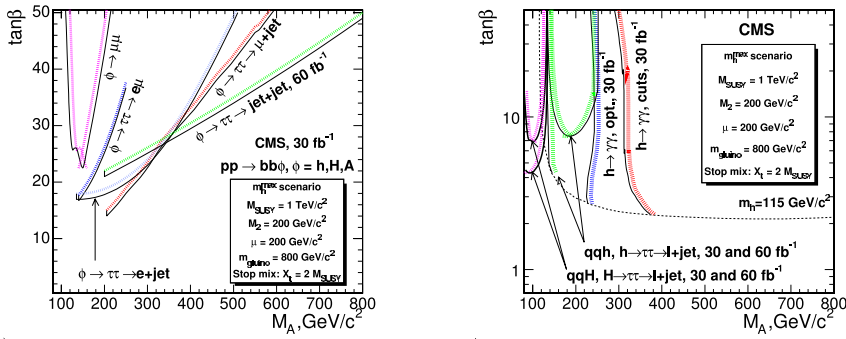 tanβ
50
40
30
20
10
0
100 200 300 400 500 600 700 800
M_A,GeV/c²
φ → μμ
φ → ττ → eμ
φ → ττ → μ+jet
φ → ττ → jet+jet, 60 fb⁻¹
CMS, 30 fb⁻¹
pp → bbφ, φ = h,H,A
m_h^max scenario
M_SUSY = 1 TeV/c²
M₂ = 200 GeV/c²
μ = 200 GeV/c²
m_gluino = 800 GeV/c²
Stop mix: X_t = 2 M_SUSY
φ → ττ → e+jet
tanβ
10
1
100 200 300 400 500 600 700 800
M_A,GeV/c²
h → γγ, opt., 30 fb⁻¹
h → γγ, cuts, 30 fb⁻¹
CMS
m_h^max scenario
M_SUSY = 1 TeV/c²
M₂ = 200 GeV/c²
μ = 200 GeV/c²
m_gluino = 800 GeV/c²
Stop mix: X_t = 2 M_SUSY
m_h=115 GeV/c²
qqh, h→ττ→l+jet, 30 and 60 fb⁻¹
qqH, H→ττ→l+jet, 30 and 60 fb⁻¹